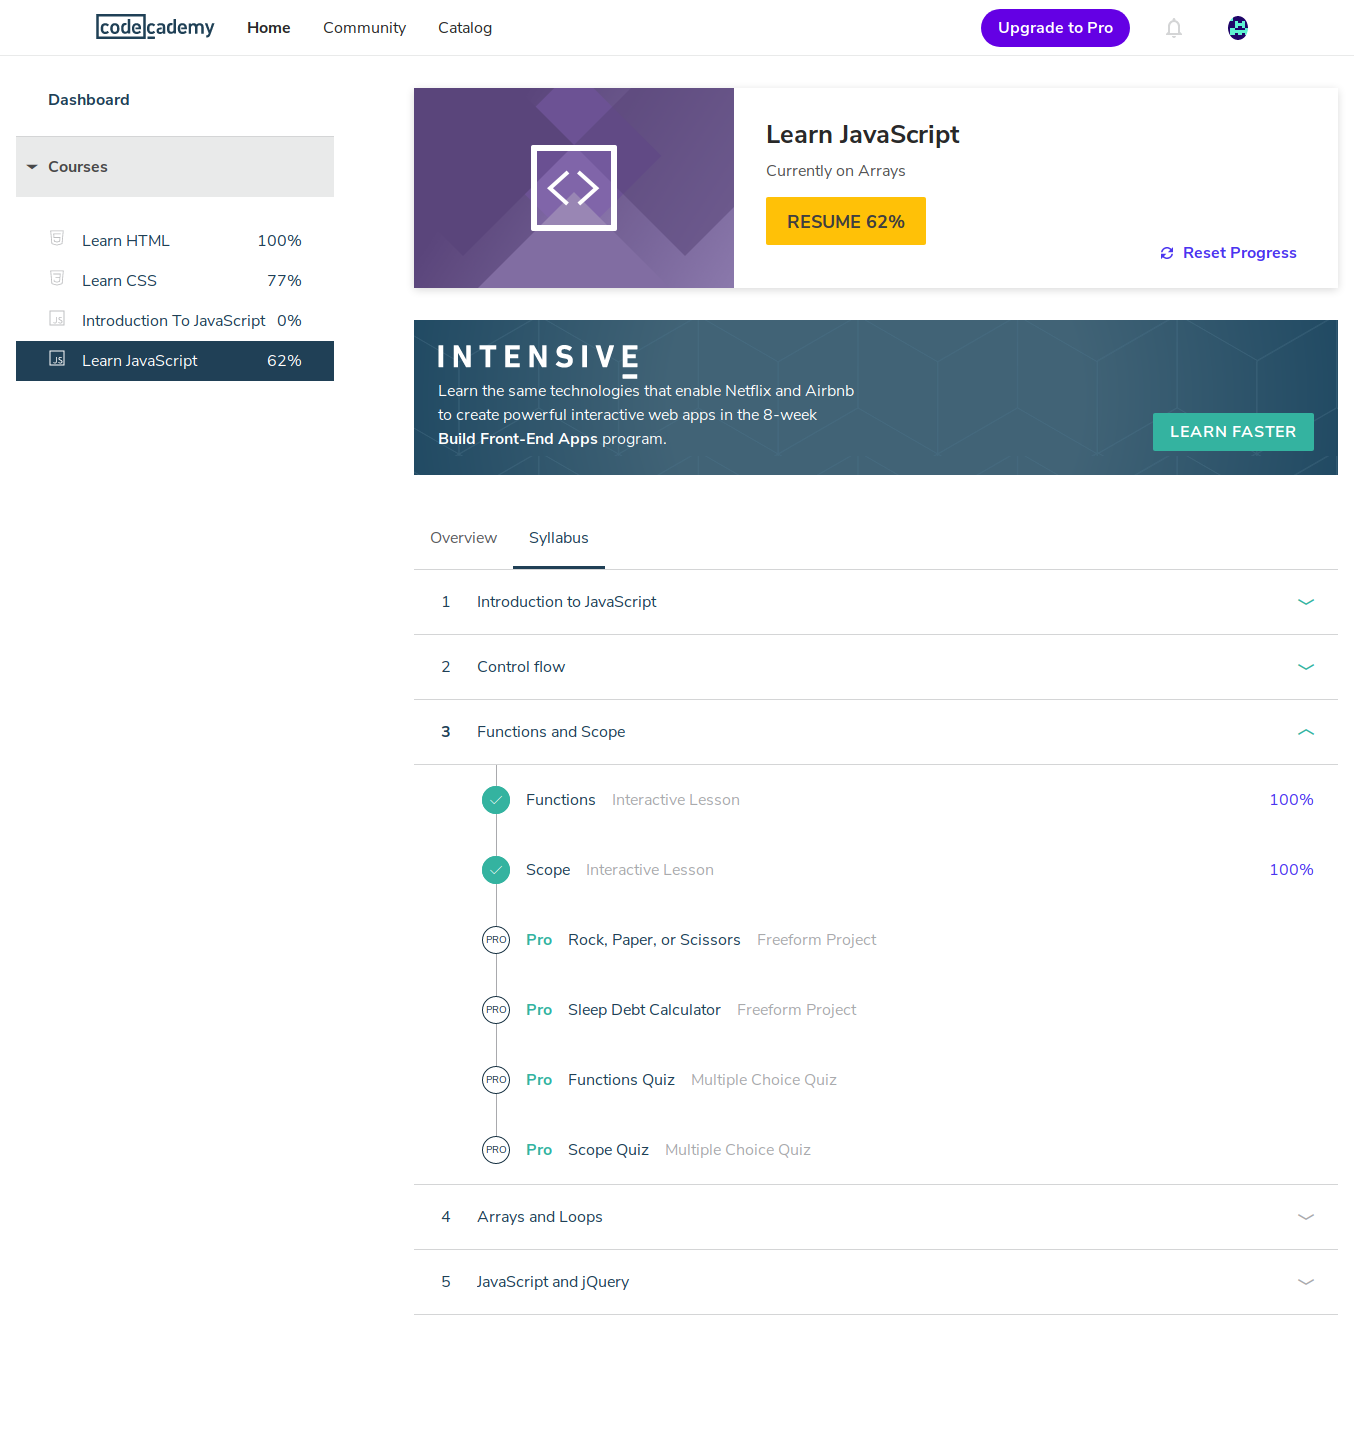 codecademy Home Community Catalog Upgrade to Pro
Dashboard
Courses
Learn HTML 100%
Learn CSS 77%
JS Introduction To JavaScript 0%
JS Learn JavaScript 62%
Learn JavaScript
Currently on Arrays
RESUME 62%
Reset Progress
INTENSIVE
Learn the same technologies that enable Netflix and Airbnb
to create powerful interactive web apps in the 8-week
Build Front-End Apps program.
LEARN FASTER
Overview Syllabus
1 Introduction to JavaScript
2 Control flow
3 Functions and Scope
Functions Interactive Lesson 100%
Scope Interactive Lesson 100%
PRO Pro Rock, Paper, or Scissors Freeform Project
PRO Pro Sleep Debt Calculator Freeform Project
PRO Pro Functions Quiz Multiple Choice Quiz
PRO Pro Scope Quiz Multiple Choice Quiz
4 Arrays and Loops
5 JavaScript and jQuery